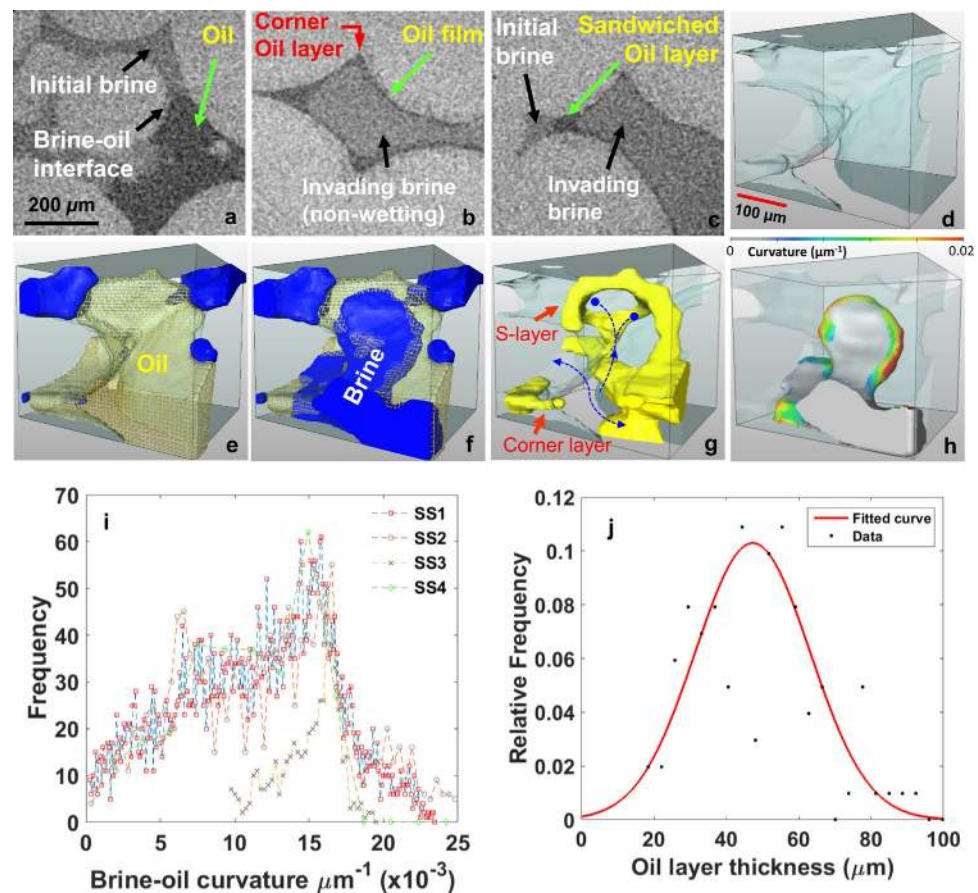 Oil
Initial brine
Brine-oil
interface
200 µm
a
Corner
Oil layer
Oil film
Invading brine
(non-wetting)
b
Initial
brine
Sandwiched
Oil layer
Invading
brine
c
100 µm
d
Oil
e
Brine
f
S-layer
Corner layer
g
0 Curvature (µm⁻¹) 0.02
h
i
SS1
SS2
SS3
SS4
70
60
50
40
30
20
10
0
Frequency
0 5 10 15 20 25
Brine-oil curvature µm⁻¹ (x10⁻³)
j
Fitted curve
Data
0.12
0.1
0.08
0.06
0.04
0.02
0
Relative Frequency
0 20 40 60 80 100
Oil layer thickness (µm)